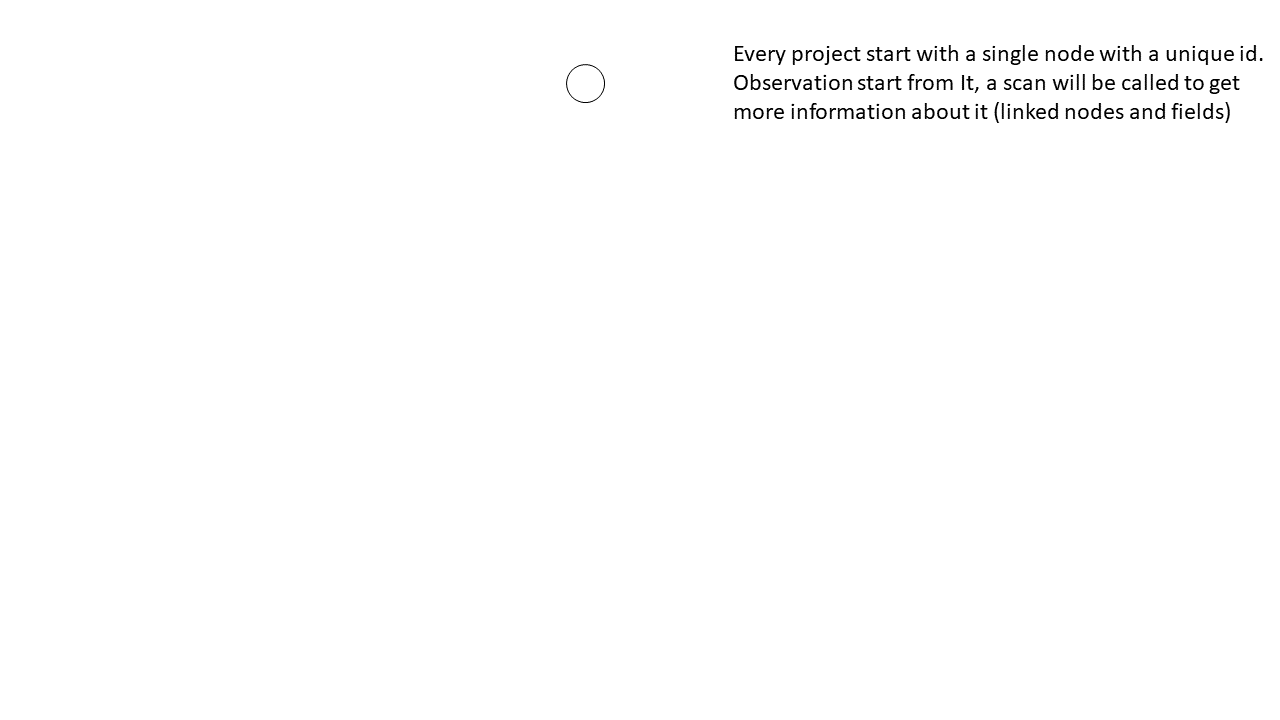 Every project start with a single node with a unique id.
Observation start from It, a scan will be called to get
more information about it (linked nodes and fields)